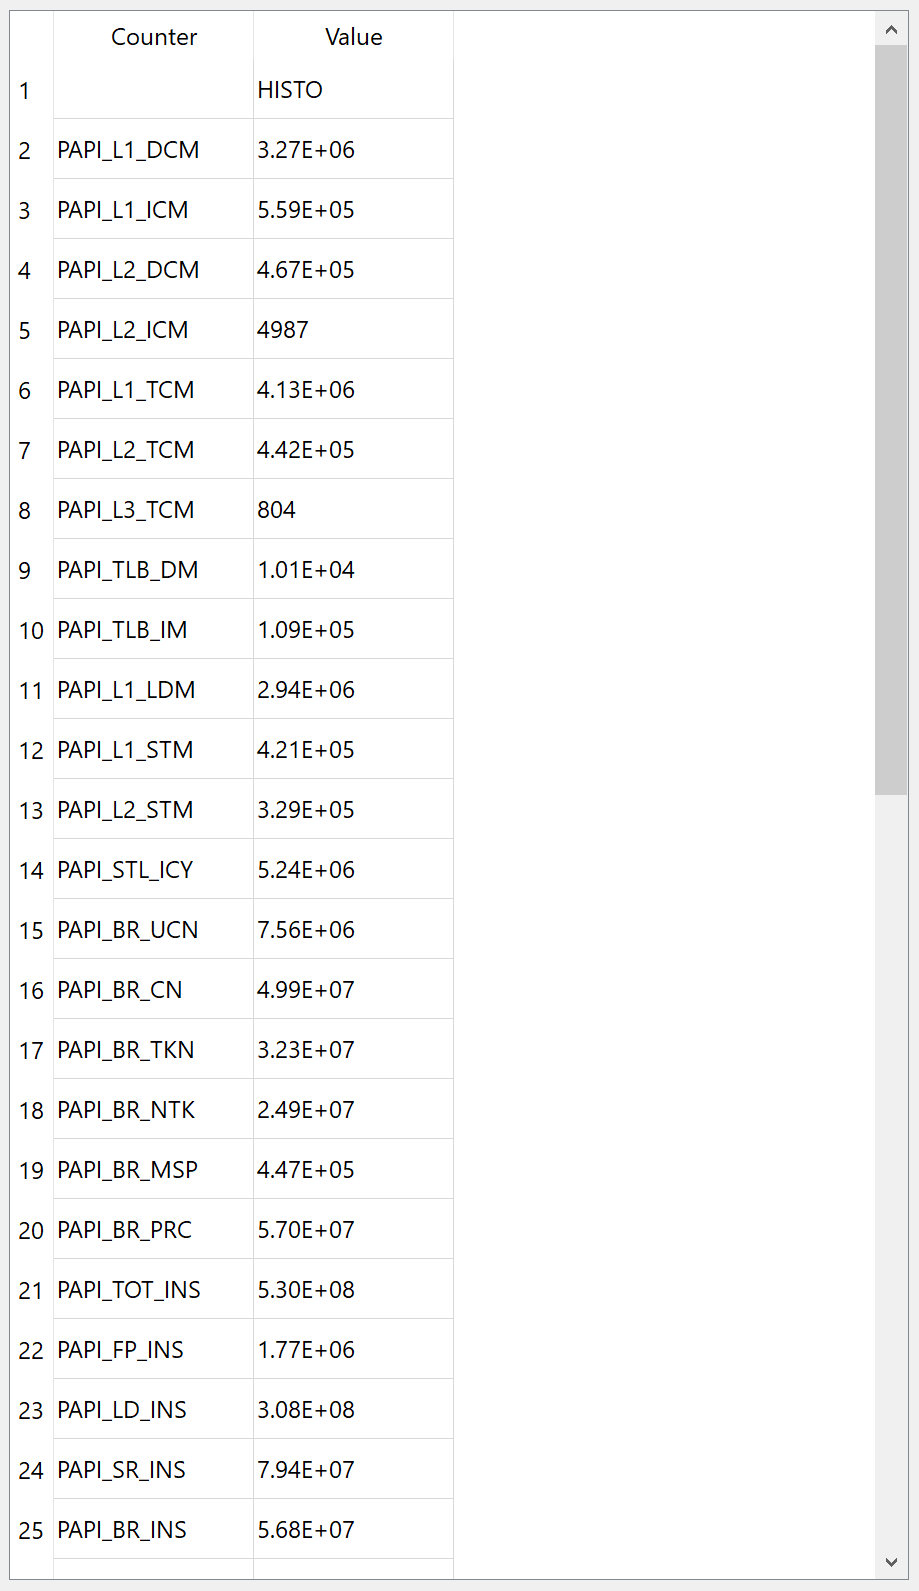 Counter Value
1 HISTO
2 PAPI_L1_DCM 3.27E+06
3 PAPI_L1_ICM 5.59E+05
4 PAPI_L2_DCM 4.67E+05
5 PAPI_L2_ICM 4987
6 PAPI_L1_TCM 4.13E+06
7 PAPI_L2_TCM 4.42E+05
8 PAPI_L3_TCM 804
9 PAPI_TLB_DM 1.01E+04
10 PAPI_TLB_IM 1.09E+05
11 PAPI_L1_LDM 2.94E+06
12 PAPI_L1_STM 4.21E+05
13 PAPI_L2_STM 3.29E+05
14 PAPI_STL_ICY 5.24E+06
15 PAPI_BR_UCN 7.56E+06
16 PAPI_BR_CN 4.99E+07
17 PAPI_BR_TKN 3.23E+07
18 PAPI_BR_NTK 2.49E+07
19 PAPI_BR_MSP 4.47E+05
20 PAPI_BR_PRC 5.70E+07
21 PAPI_TOT_INS 5.30E+08
22 PAPI_FP_INS 1.77E+06
23 PAPI_LD_INS 3.08E+08
24 PAPI_SR_INS 7.94E+07
25 PAPI_BR_INS 5.68E+07